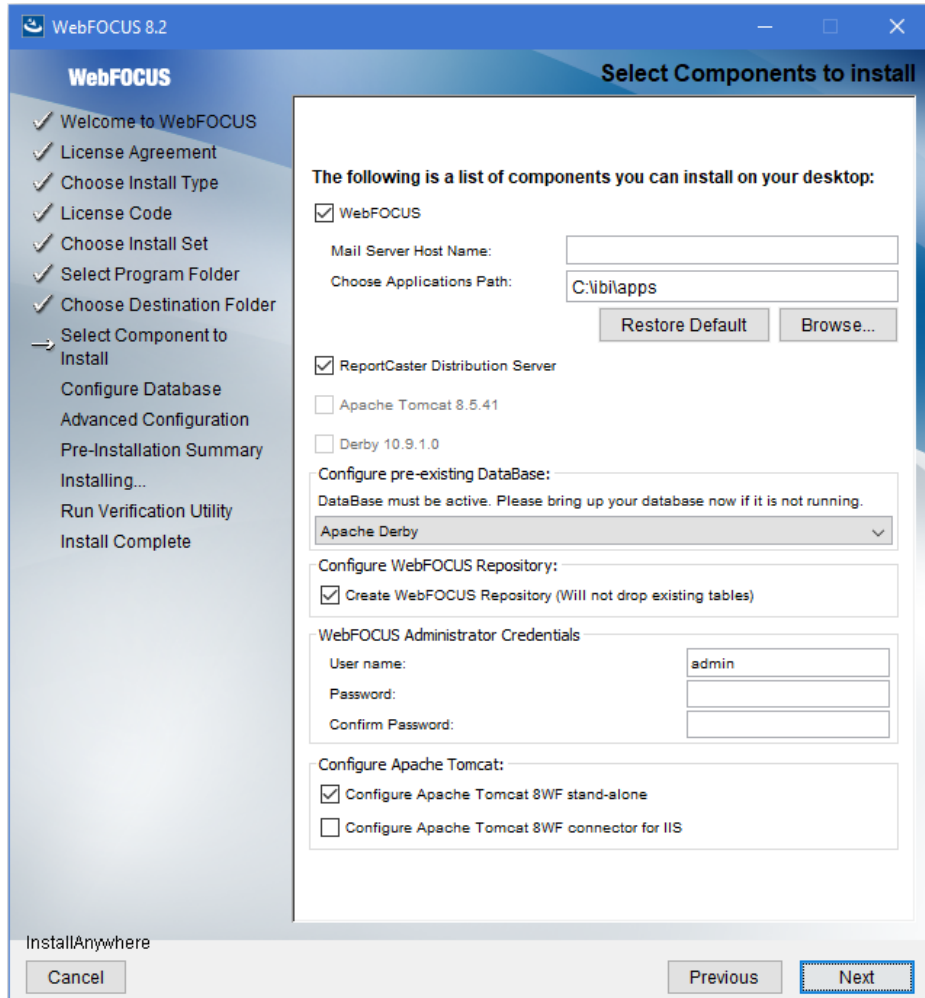 WebFOCUS 8.2
WebFOCUS
Select Components to install
Welcome to WebFOCUS
License Agreement
Choose Install Type
License Code
Choose Install Set
Select Program Folder
Choose Destination Folder
Select Component to
Install
Configure Database
Advanced Configuration
Pre-Installation Summary
Installing...
Run Verification Utility
Install Complete
The following is a list of components you can install on your desktop:
WebFOCUS
Mail Server Host Name:
Choose Applications Path:
C:\ibi\apps
Restore Default
Browse...
ReportCaster Distribution Server
Apache Tomcat 8.5.41
Derby 10.9.1.0
Configure pre-existing DataBase:
DataBase must be active. Please bring up your database now if it is not running.
Apache Derby
Configure WebFOCUS Repository:
Create WebFOCUS Repository (Will not drop existing tables)
WebFOCUS Administrator Credentials
User name:
admin
Password:
Confirm Password:
Configure Apache Tomcat:
Configure Apache Tomcat 8WF stand-alone
Configure Apache Tomcat 8WF connector for IIS
InstallAnywhere
Cancel
Previous
Next